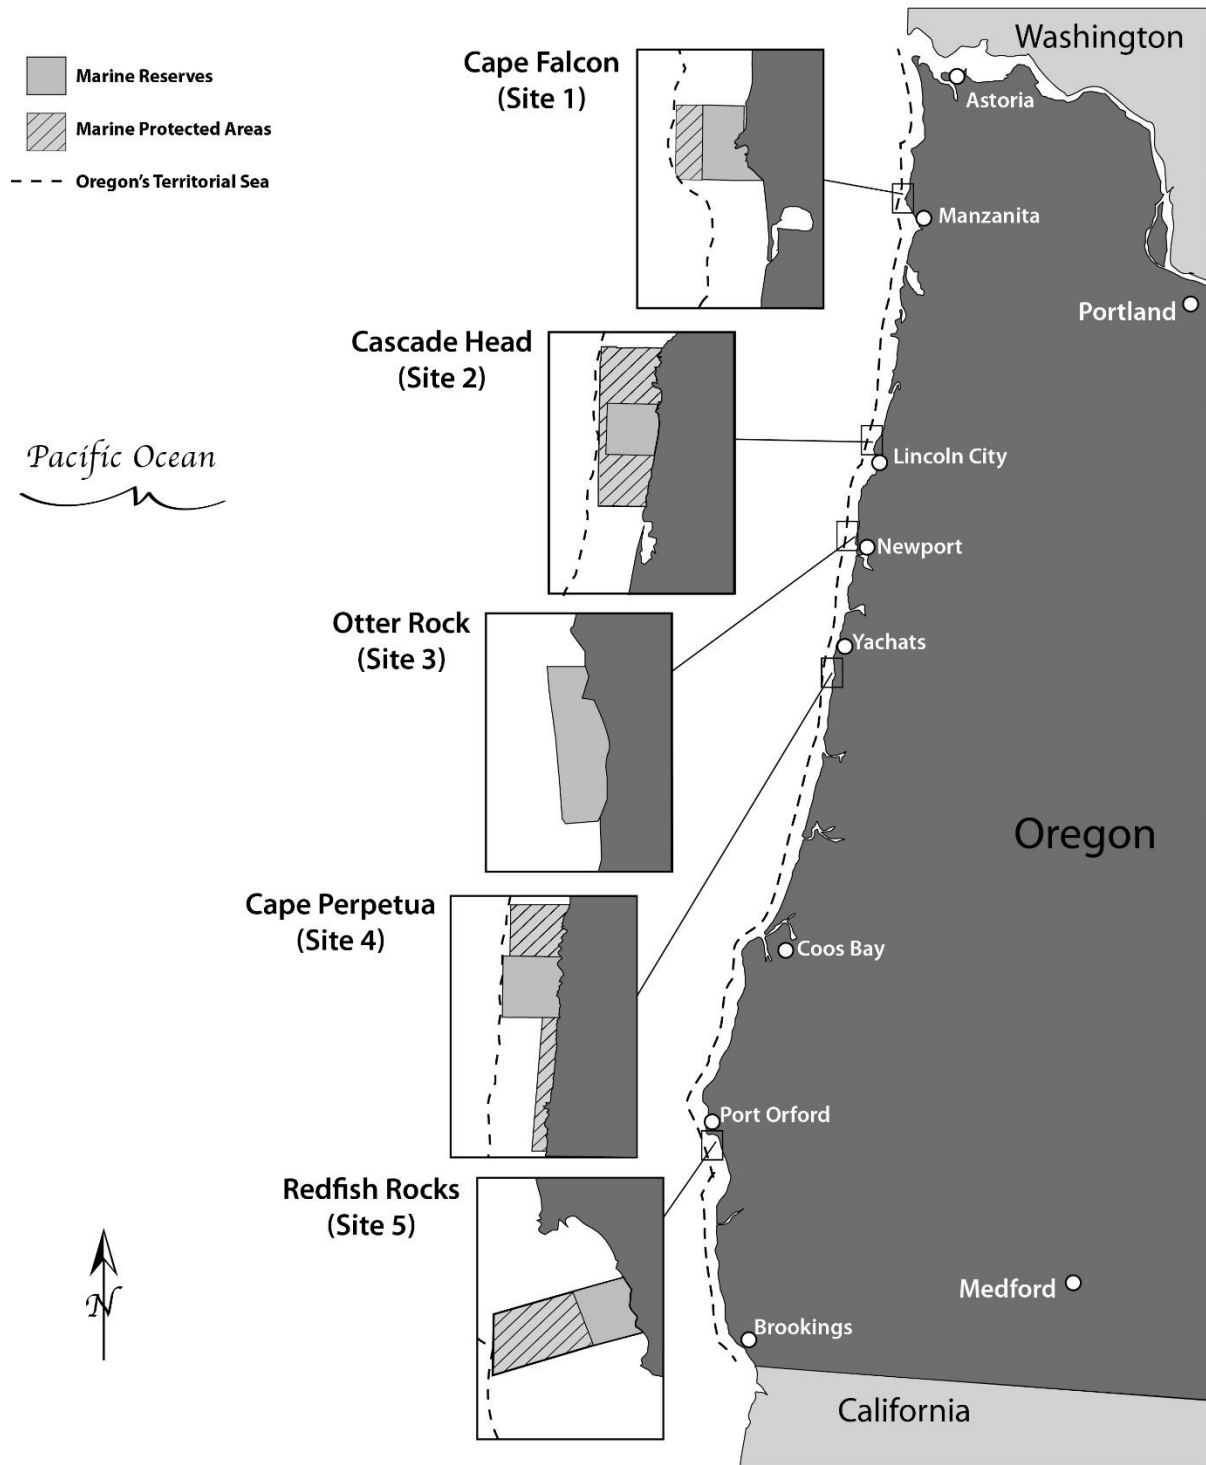 Marine Reserves
Marine Protected Areas
Oregon's Territorial Sea
Cape Falcon
(Site 1)
Washington
Astoria
Manzanita
Portland
Cascade Head
(Site 2)
Lincoln City
Pacific Ocean
Newport
Otter Rock
(Site 3)
Yachats
Oregon
Cape Perpetua
(Site 4)
Coos Bay
Port Orford
Redfish Rocks
(Site 5)
N
Medford
Brookings
California